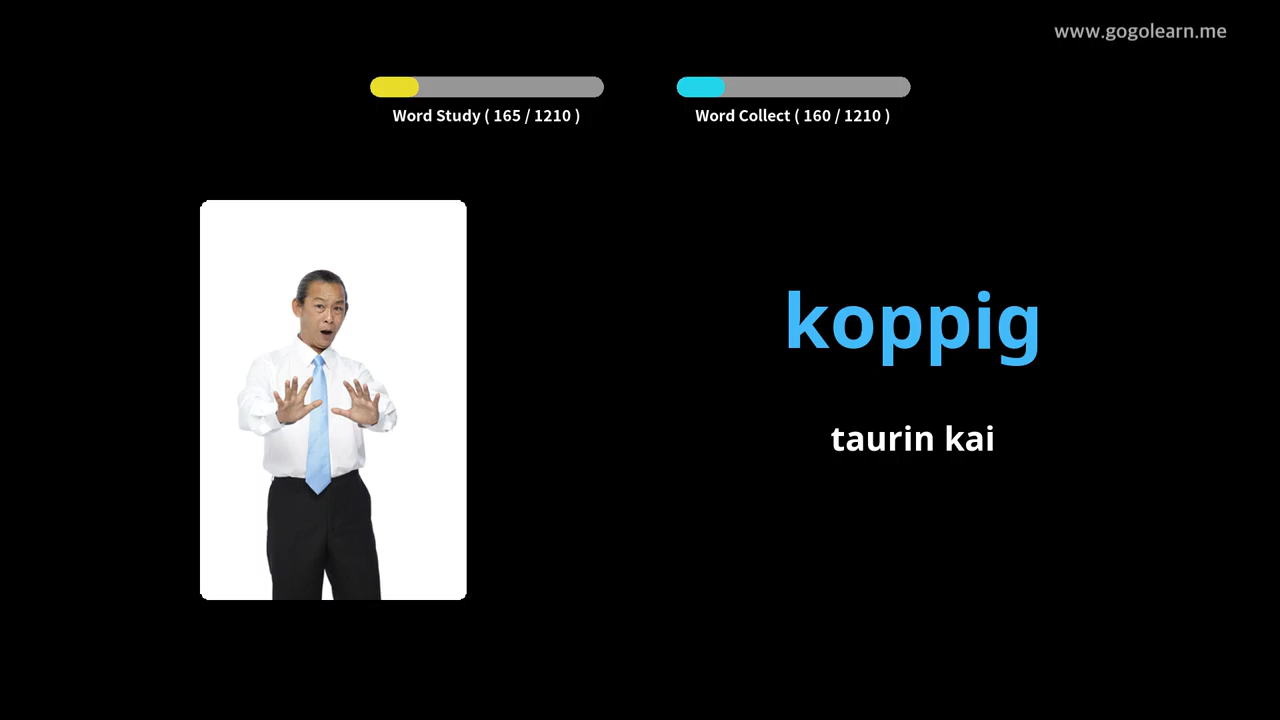 www.gogolearn.me
Word Study ( 165 / 1210 )
Word Collect ( 160 / 1210 )
koppig
taurin kai